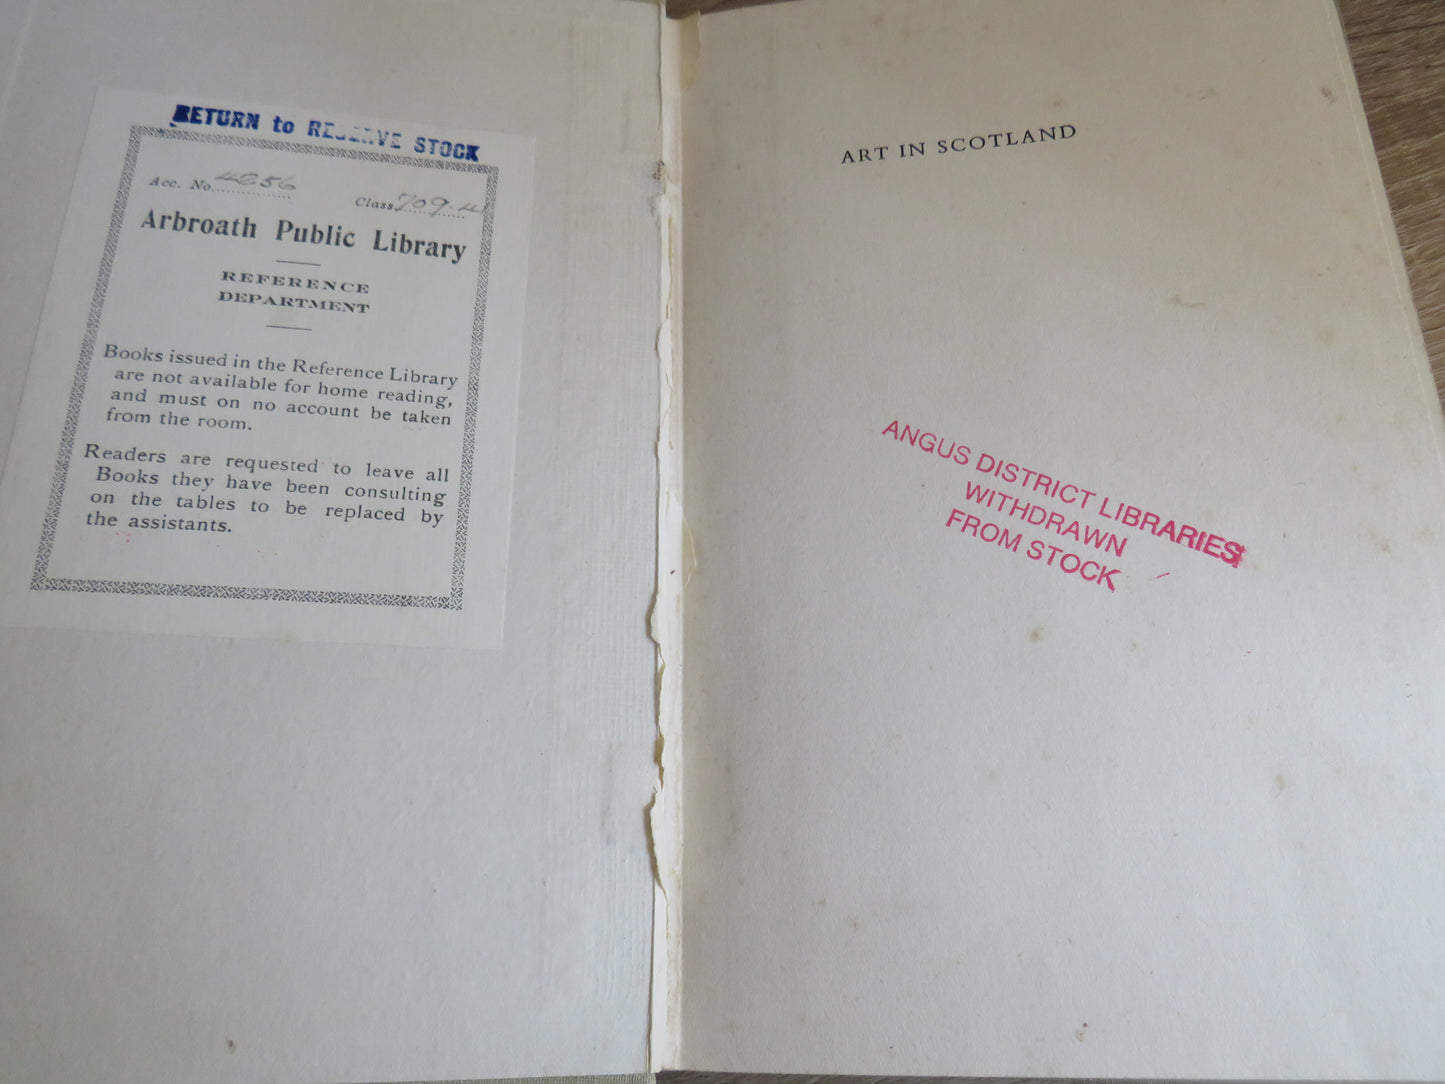 RETURN to RESERVE STOCK
Acc. No. 4256
Class 709.41
Arbroath Public Library
REFERENCE
DEPARTMENT
Books issued in the Reference Library
are not available for home reading,
and must on no account be taken
from the room.
Readers are requested to leave all
Books they have been consulting
on the tables to be replaced by
the assistants.
ART IN SCOTLAND
ANGUS DISTRICT LIBRARIES
WITHDRAWN
FROM STOCK